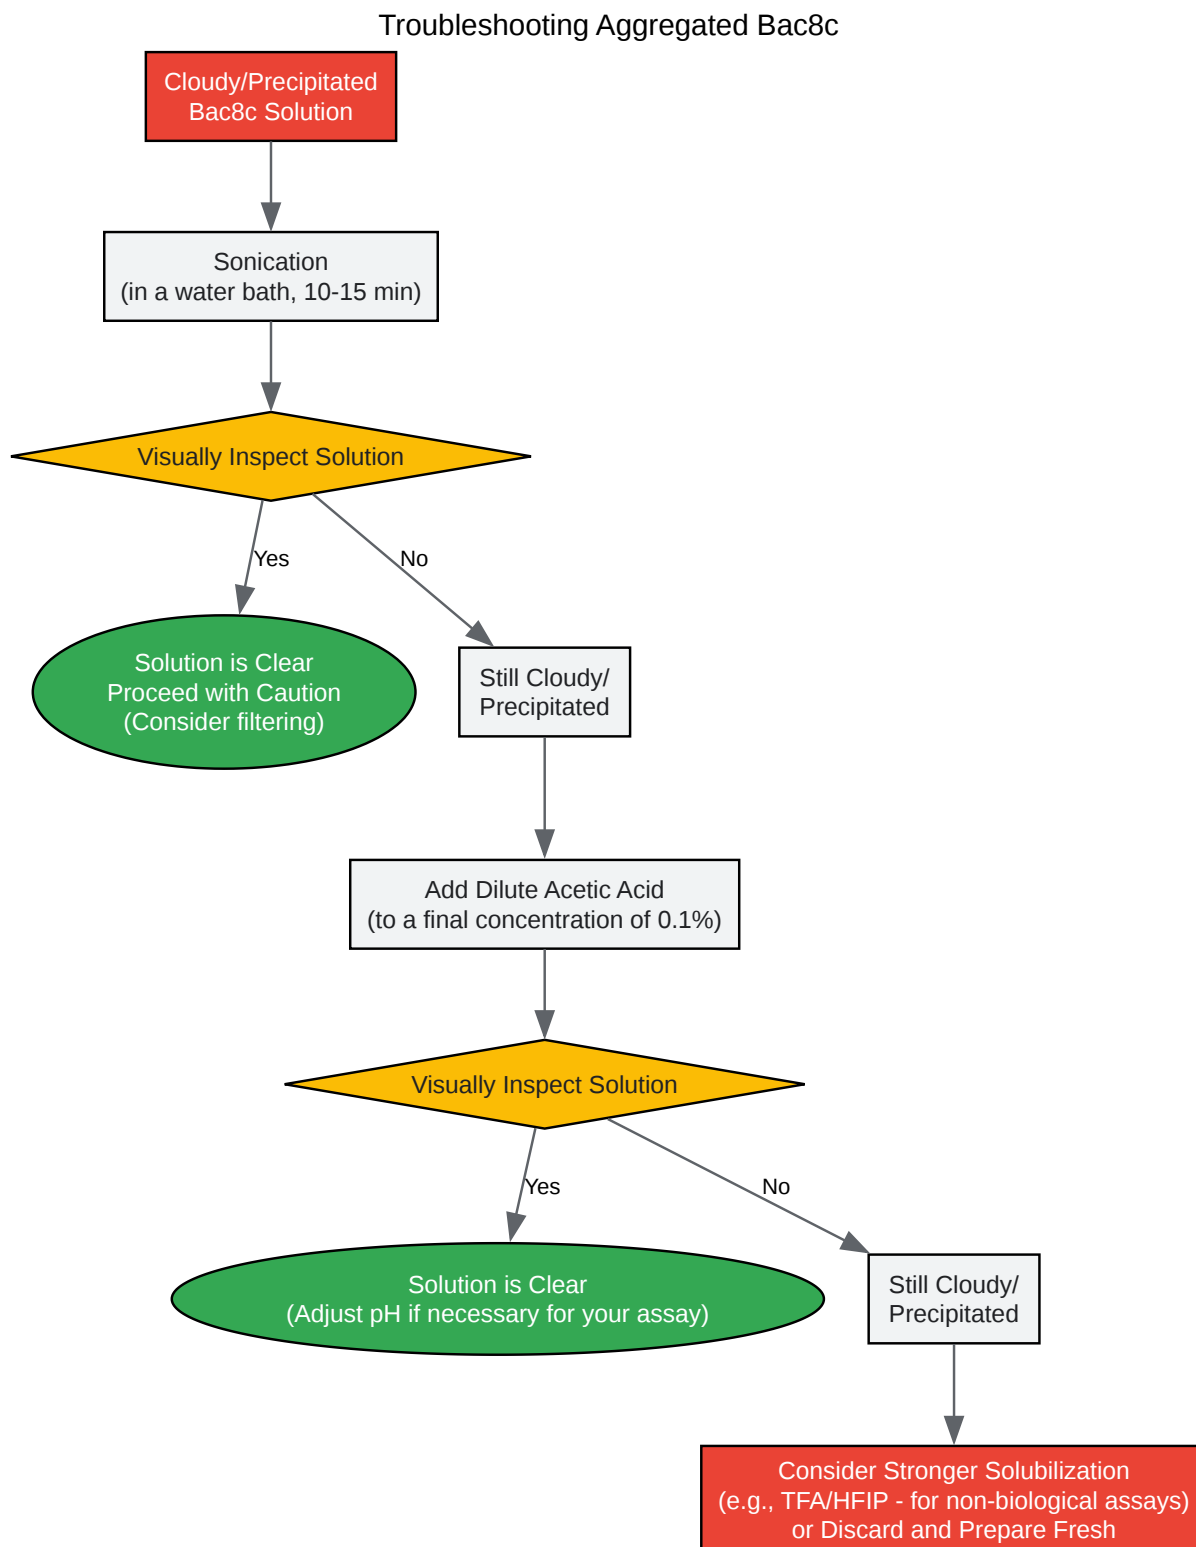 Troubleshooting Aggregated Bac8c
Cloudy/Precipitated
Bac8c Solution
Sonication
(in a water bath, 10-15 min)
Visually Inspect Solution
Yes
No
Solution is Clear
Proceed with Caution
(Consider filtering)
Still Cloudy/
Precipitated
Add Dilute Acetic Acid
(to a final concentration of 0.1%)
Visually Inspect Solution
Yes
No
Solution is Clear
(Adjust pH if necessary for your assay)
Still Cloudy/
Precipitated
Consider Stronger Solubilization
(e.g., TFA/HFIP - for non-biological assays)
or Discard and Prepare Fresh